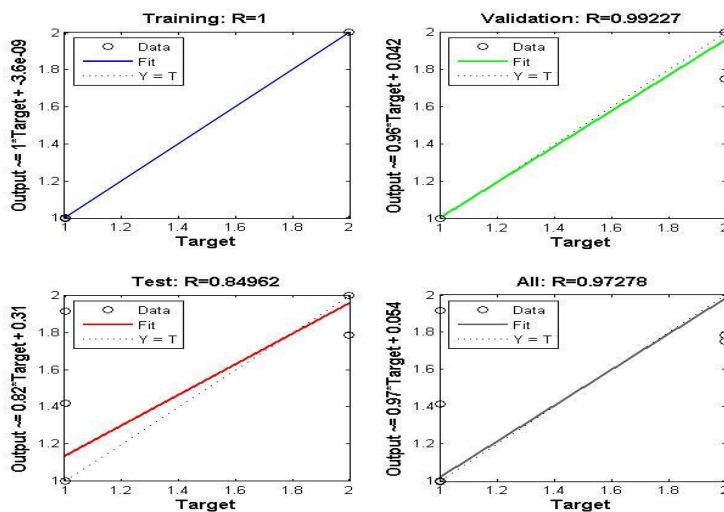 Training: R=1
Output ~= 1*Target + -3.6e-09
2
1.8
1.6
1.4
1.2
1
Data
Fit
Y = T
1 1.2 1.4 1.6 1.8 2
Target
Validation: R=0.99227
Output ~= 0.96*Target + 0.042
2
1.8
1.6
1.4
1.2
1
Data
Fit
Y = T
1 1.2 1.4 1.6 1.8 2
Target
Test: R=0.84962
Output ~= 0.82*Target + 0.31
2
1.8
1.6
1.4
1.2
1
Data
Fit
Y = T
1 1.2 1.4 1.6 1.8 2
Target
All: R=0.97278
Output ~= 0.97*Target + 0.054
2
1.8
1.6
1.4
1.2
1
Data
Fit
Y = T
1 1.2 1.4 1.6 1.8 2
Target